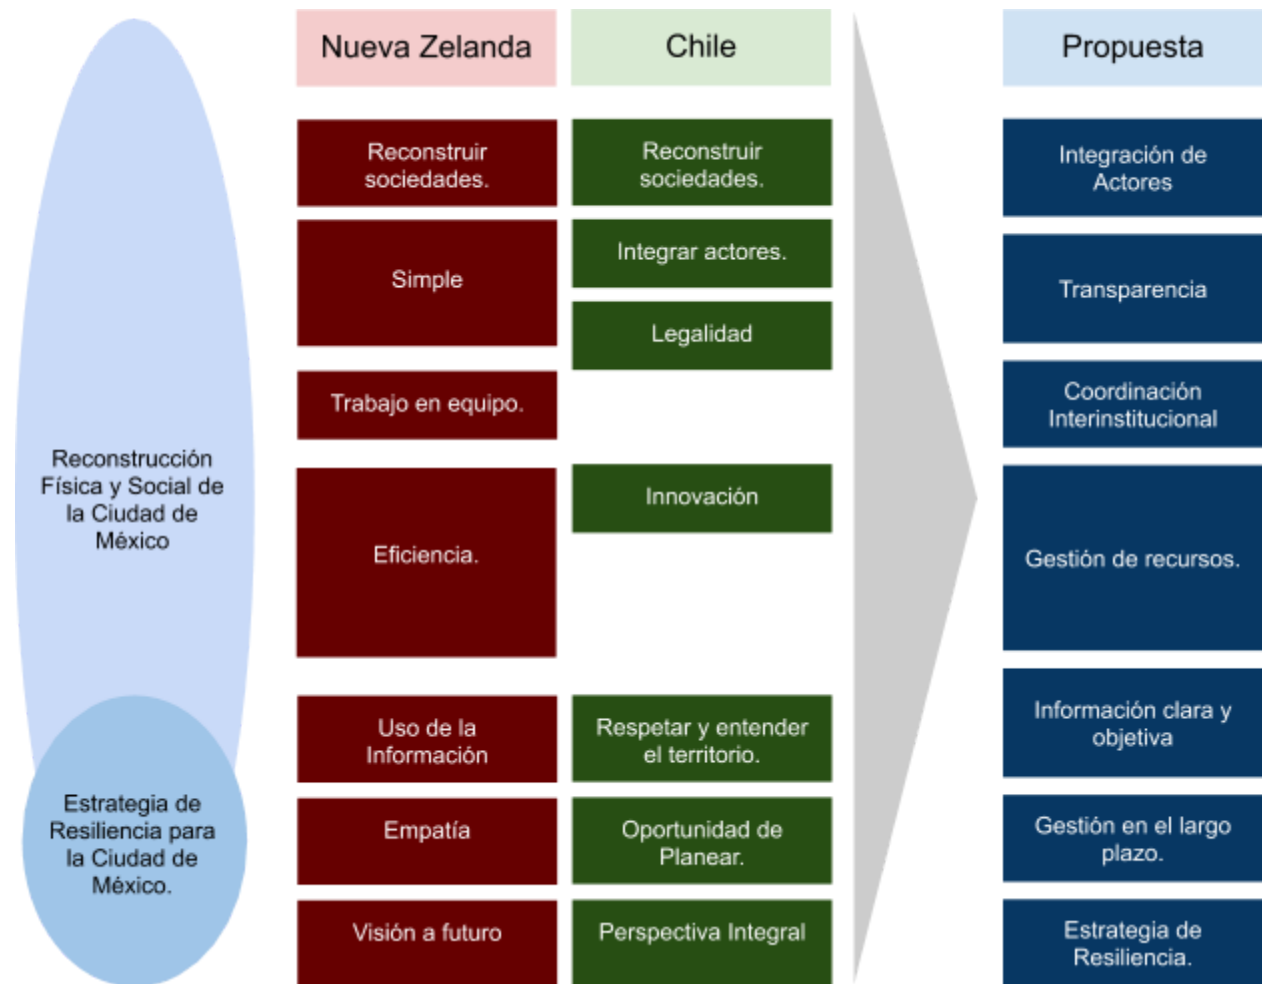 Nueva Zelanda
Chile
Propuesta
Reconstrucción
Física y Social de
la Ciudad de
México
Estrategia de
Resiliencia para
la Ciudad de
México.
Reconstruir
sociedades.
Simple
Trabajo en equipo.
Eficiencia.
Uso de la
Información
Empatía
Visión a futuro
Reconstruir
sociedades.
Integrar actores.
Legalidad
Innovación
Respetar y entender
el territorio.
Oportunidad de
Planear.
Perspectiva Integral
Integración de
Actores
Transparencia
Coordinación
Interinstitucional
Gestión de recursos.
Información clara y
objetiva
Gestión en el largo
plazo.
Estrategia de
Resiliencia.